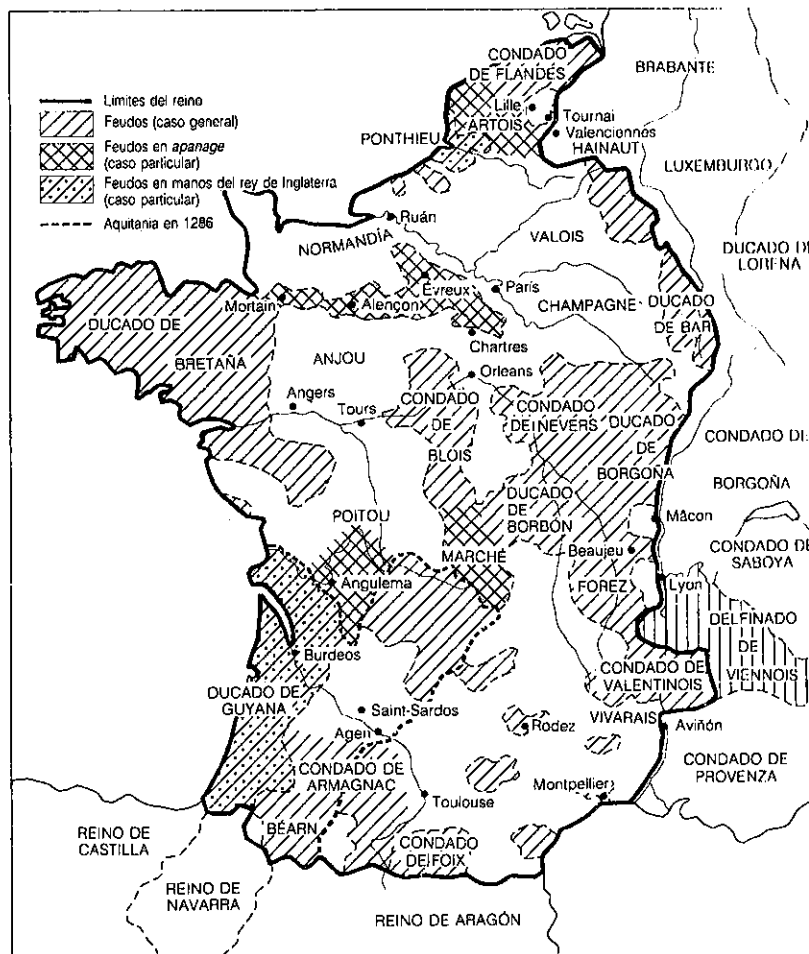 Límites del reino
Feudos (caso general)
Feudos en apanage
(caso particular)
Feudos en manos del rey de Inglaterra
(caso particular)
Aquitania en 1286
CONDADO
DE FLANDES
BRABANTE
Lille
Tournai
ARTOIS
Valenciennes
PONTHIEU
HAINAUT
LUXEMBURGO
Ruán
NORMANDÍA
VALOIS
DUCADO DE
LORENA
Évreux
París
Mortain
Alençon
CHAMPAGNE
DUCADO
DE BAR
DUCADO DE
BRETAÑA
Chartres
ANJOU
Orleans
Angers
Tours
CONDADO
DE
BLOIS
CONDADO
DE NEVERS
DUCADO
DE
BORGOÑA
CONDADO DE
BORGOÑA
DUCADO
DE
BORBÓN
Mâcon
POITOU
MARCHE
Beaujeu
CONDADO DE
SABOYA
Angulema
FOREZ
Lyon
DELFINADO
DE
VIENNOIS
Burdeos
CONDADO DE
VALENTINOIS
DUCADO DE
GUYANA
Saint-Sardos
VIVARAIS
Agen
Rodez
Aviñón
CONDADO DE
ARMAGNAC
CONDADO DE
PROVENZA
Toulouse
Montpellier
BÉARN
REINO DE
CASTILLA
CONDADO
DE FOIX
REINO DE
NAVARRA
REINO DE ARAGÓN